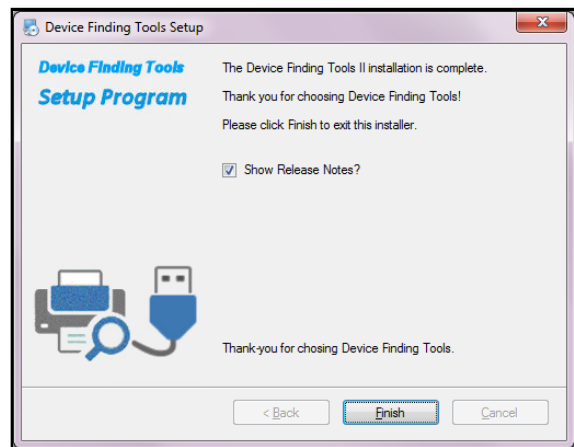 Device Finding Tools Setup
Device Finding Tools
Setup Program
The Device Finding Tools II installation is complete.
Thank you for choosing Device Finding Tools!
Please click Finish to exit this installer.
Show Release Notes?
Thank-you for chosing Device Finding Tools.
< Back
Finish
Cancel